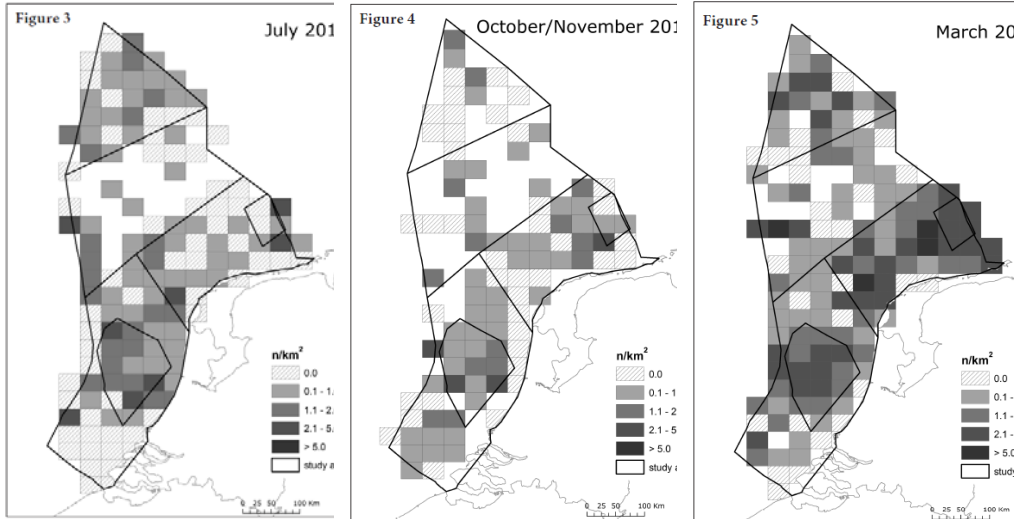 Figure 3
July 201
n/km²
0.0
0.1 - 1.
1.1 - 2.
2.1 - 5.
> 5.0
study a
0 25 50 100 Km
Figure 4
October/November 201
n/km²
0.0
0.1 - 1
1.1 - 2
2.1 - 5
> 5.0
study a
0 25 50 100 Km
Figure 5
March 20
n/km²
0.0
0.1 -
1.1 -
2.1 -
> 5.0
study
0 25 50 100 Km